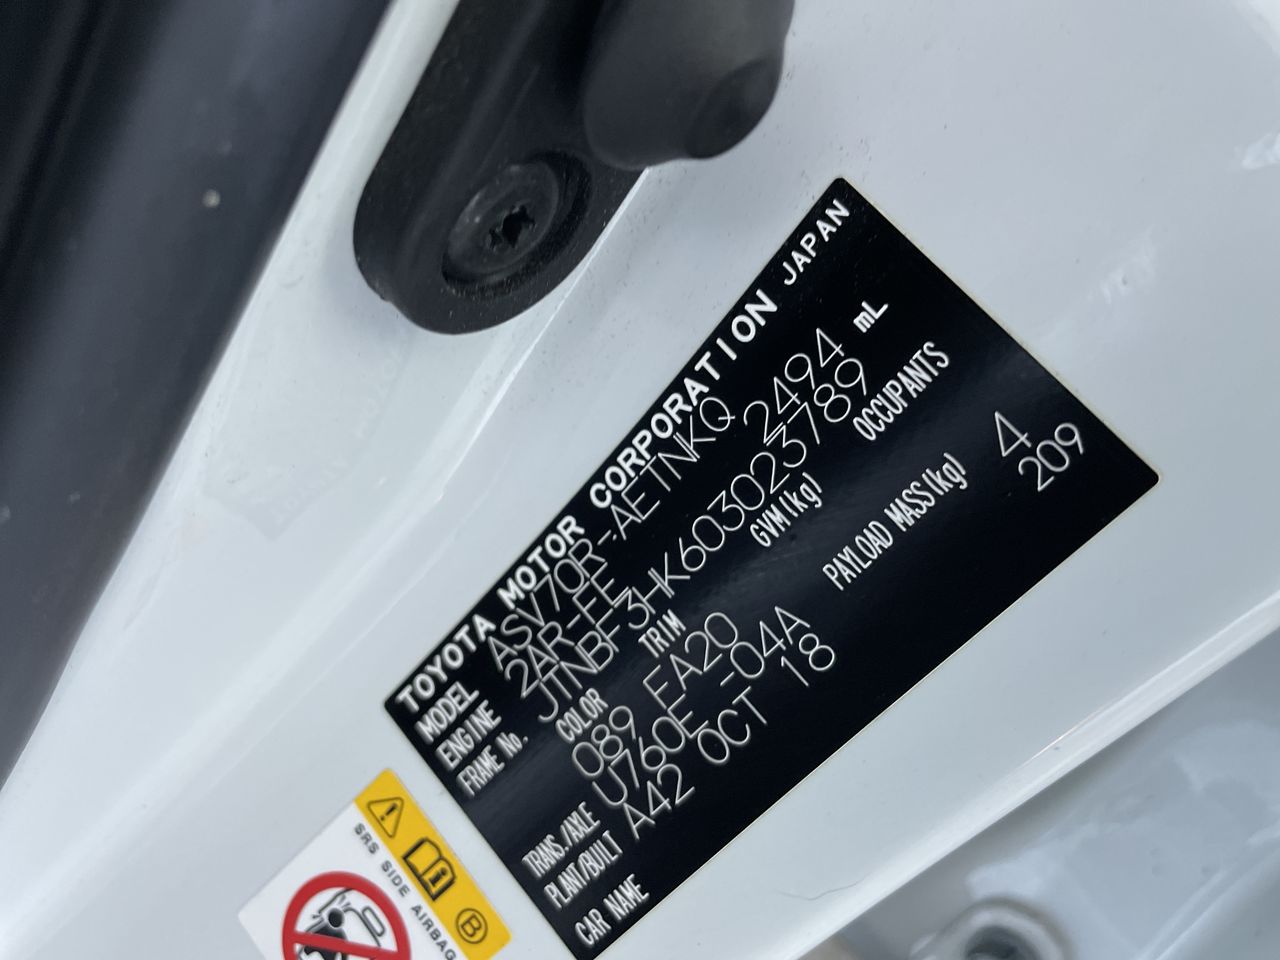 TOYOTA MOTOR CORPORATION JAPAN
MODEL ASV70R-AETNKQ
ENGINE 2AR-FE 2494 mL
FRAME No. JTNBF3HK603023789
COLOR TRIM GVM(kg) OCCUPANTS
089 FA20
TRANS./AXLE U760E -04A PAYLOAD MASS(kg) 4
PLANT/BUILT A42 OCT 18 209
CAR NAME
SRS SIDE AIRBAG
B